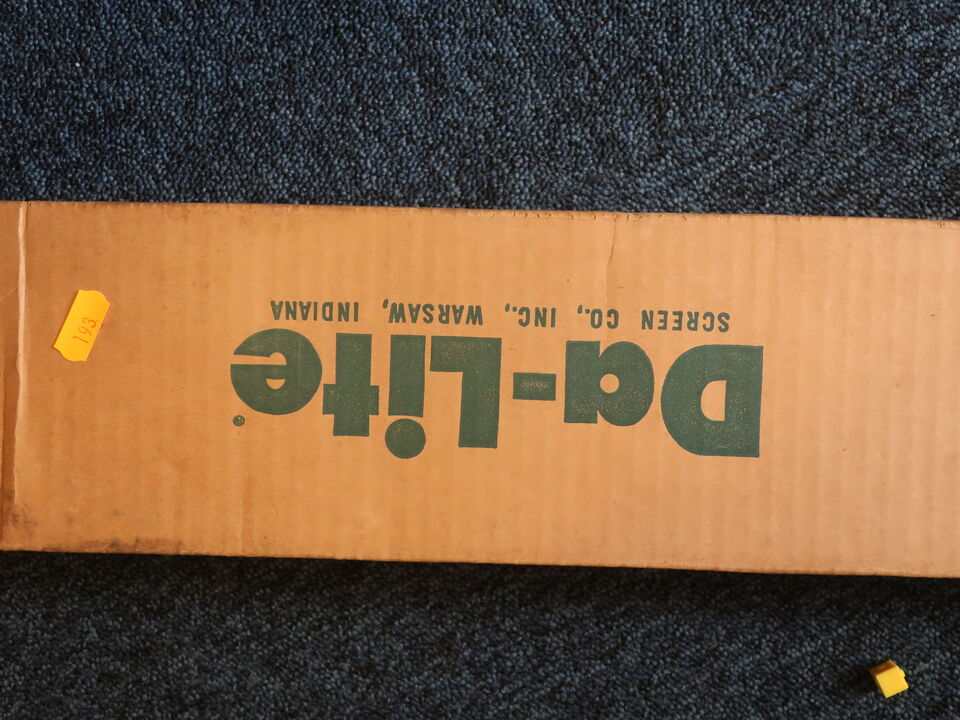 Da-Lite®
SCREEN CO., INC., WARSAW, INDIANA
193